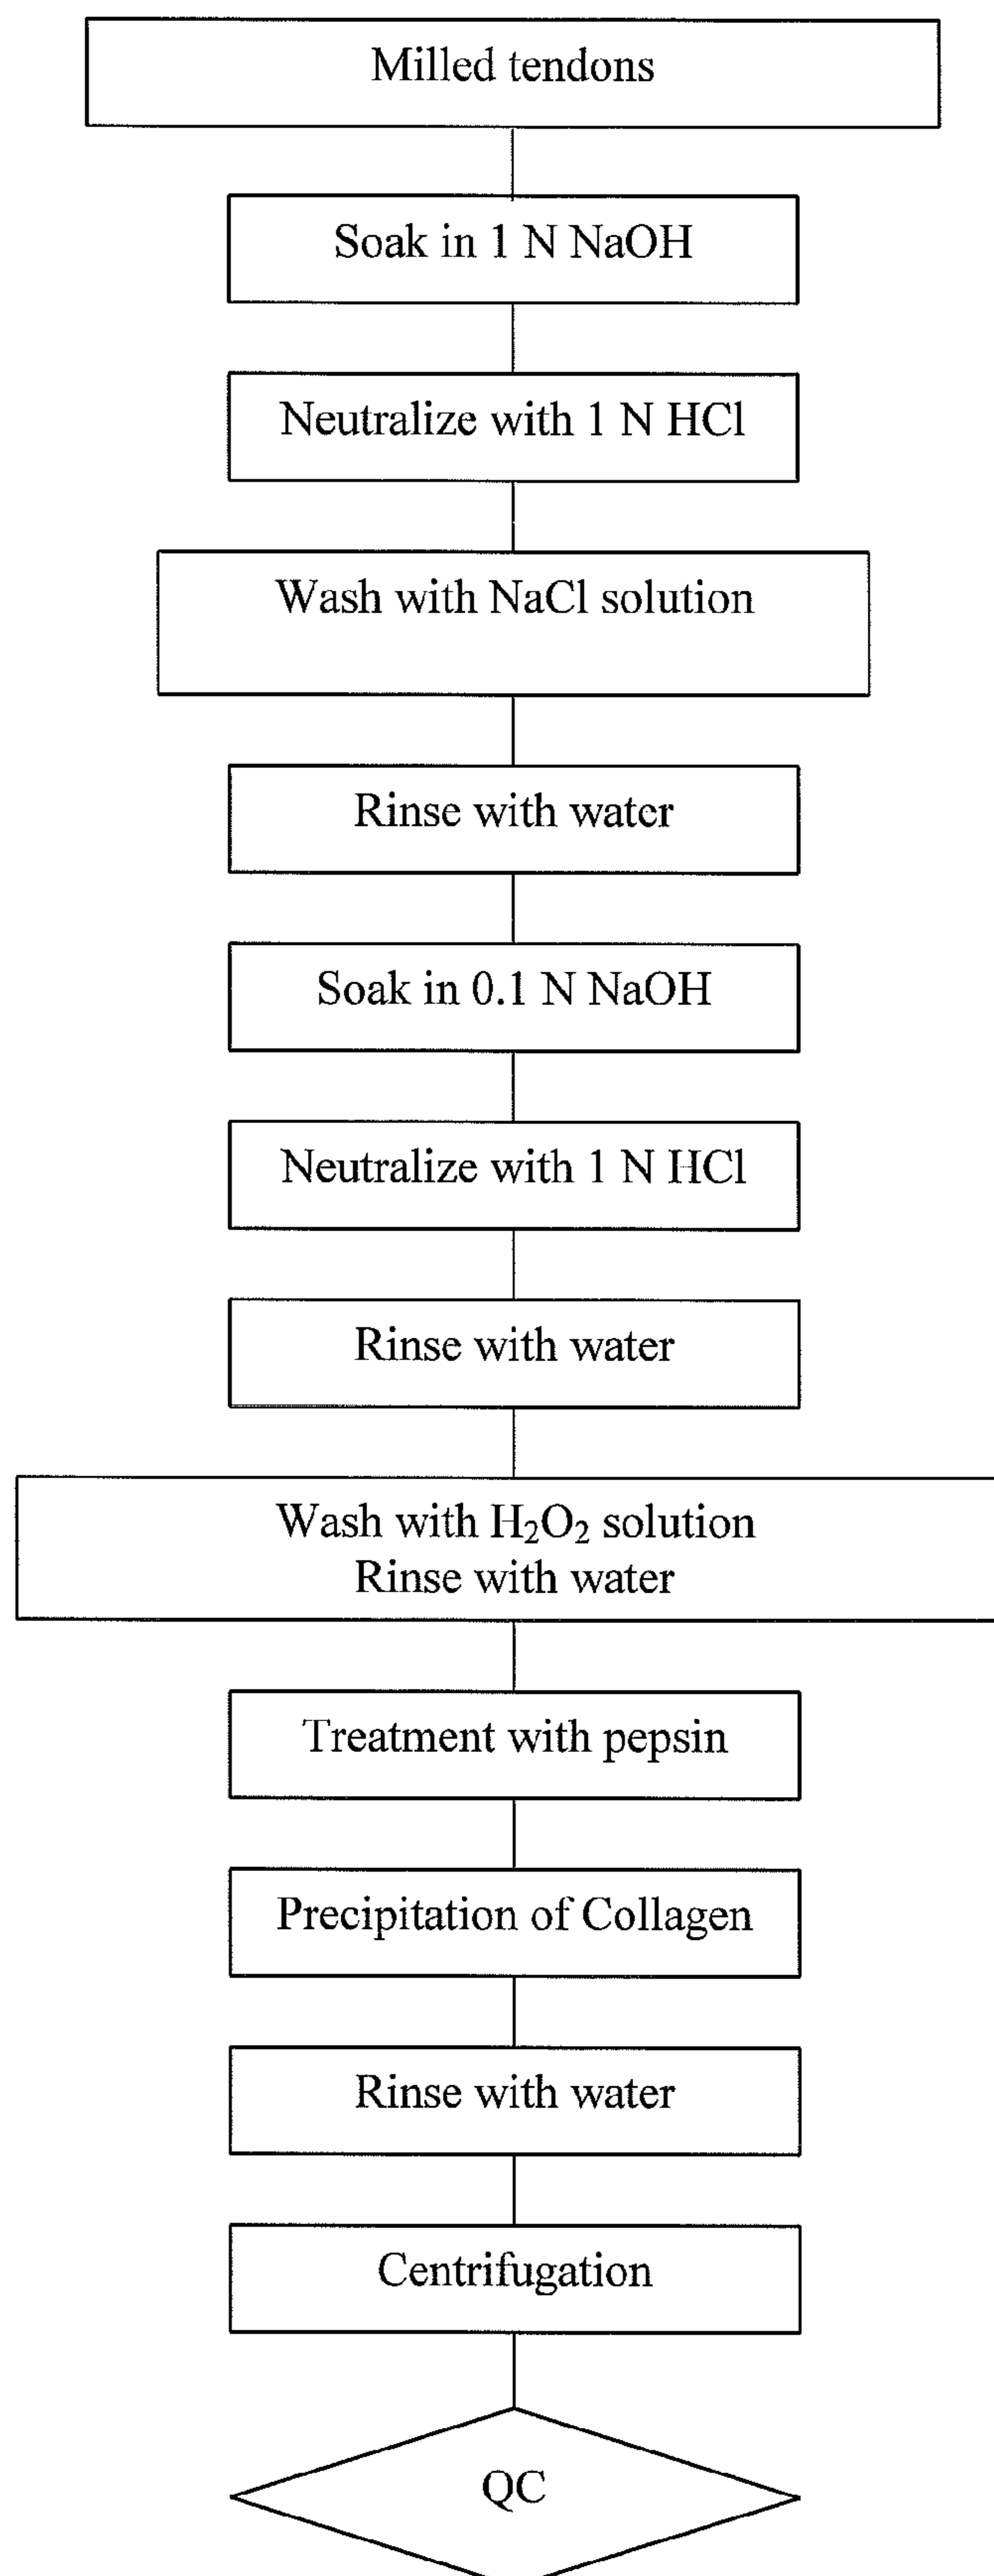 Milled tendons
Soak in 1 N NaOH
Neutralize with 1 N HCl
Wash with NaCl solution
Rinse with water
Soak in 0.1 N NaOH
Neutralize with 1 N HCl
Rinse with water
Wash with H₂O₂ solution
Rinse with water
Treatment with pepsin
Precipitation of Collagen
Rinse with water
Centrifugation
QC